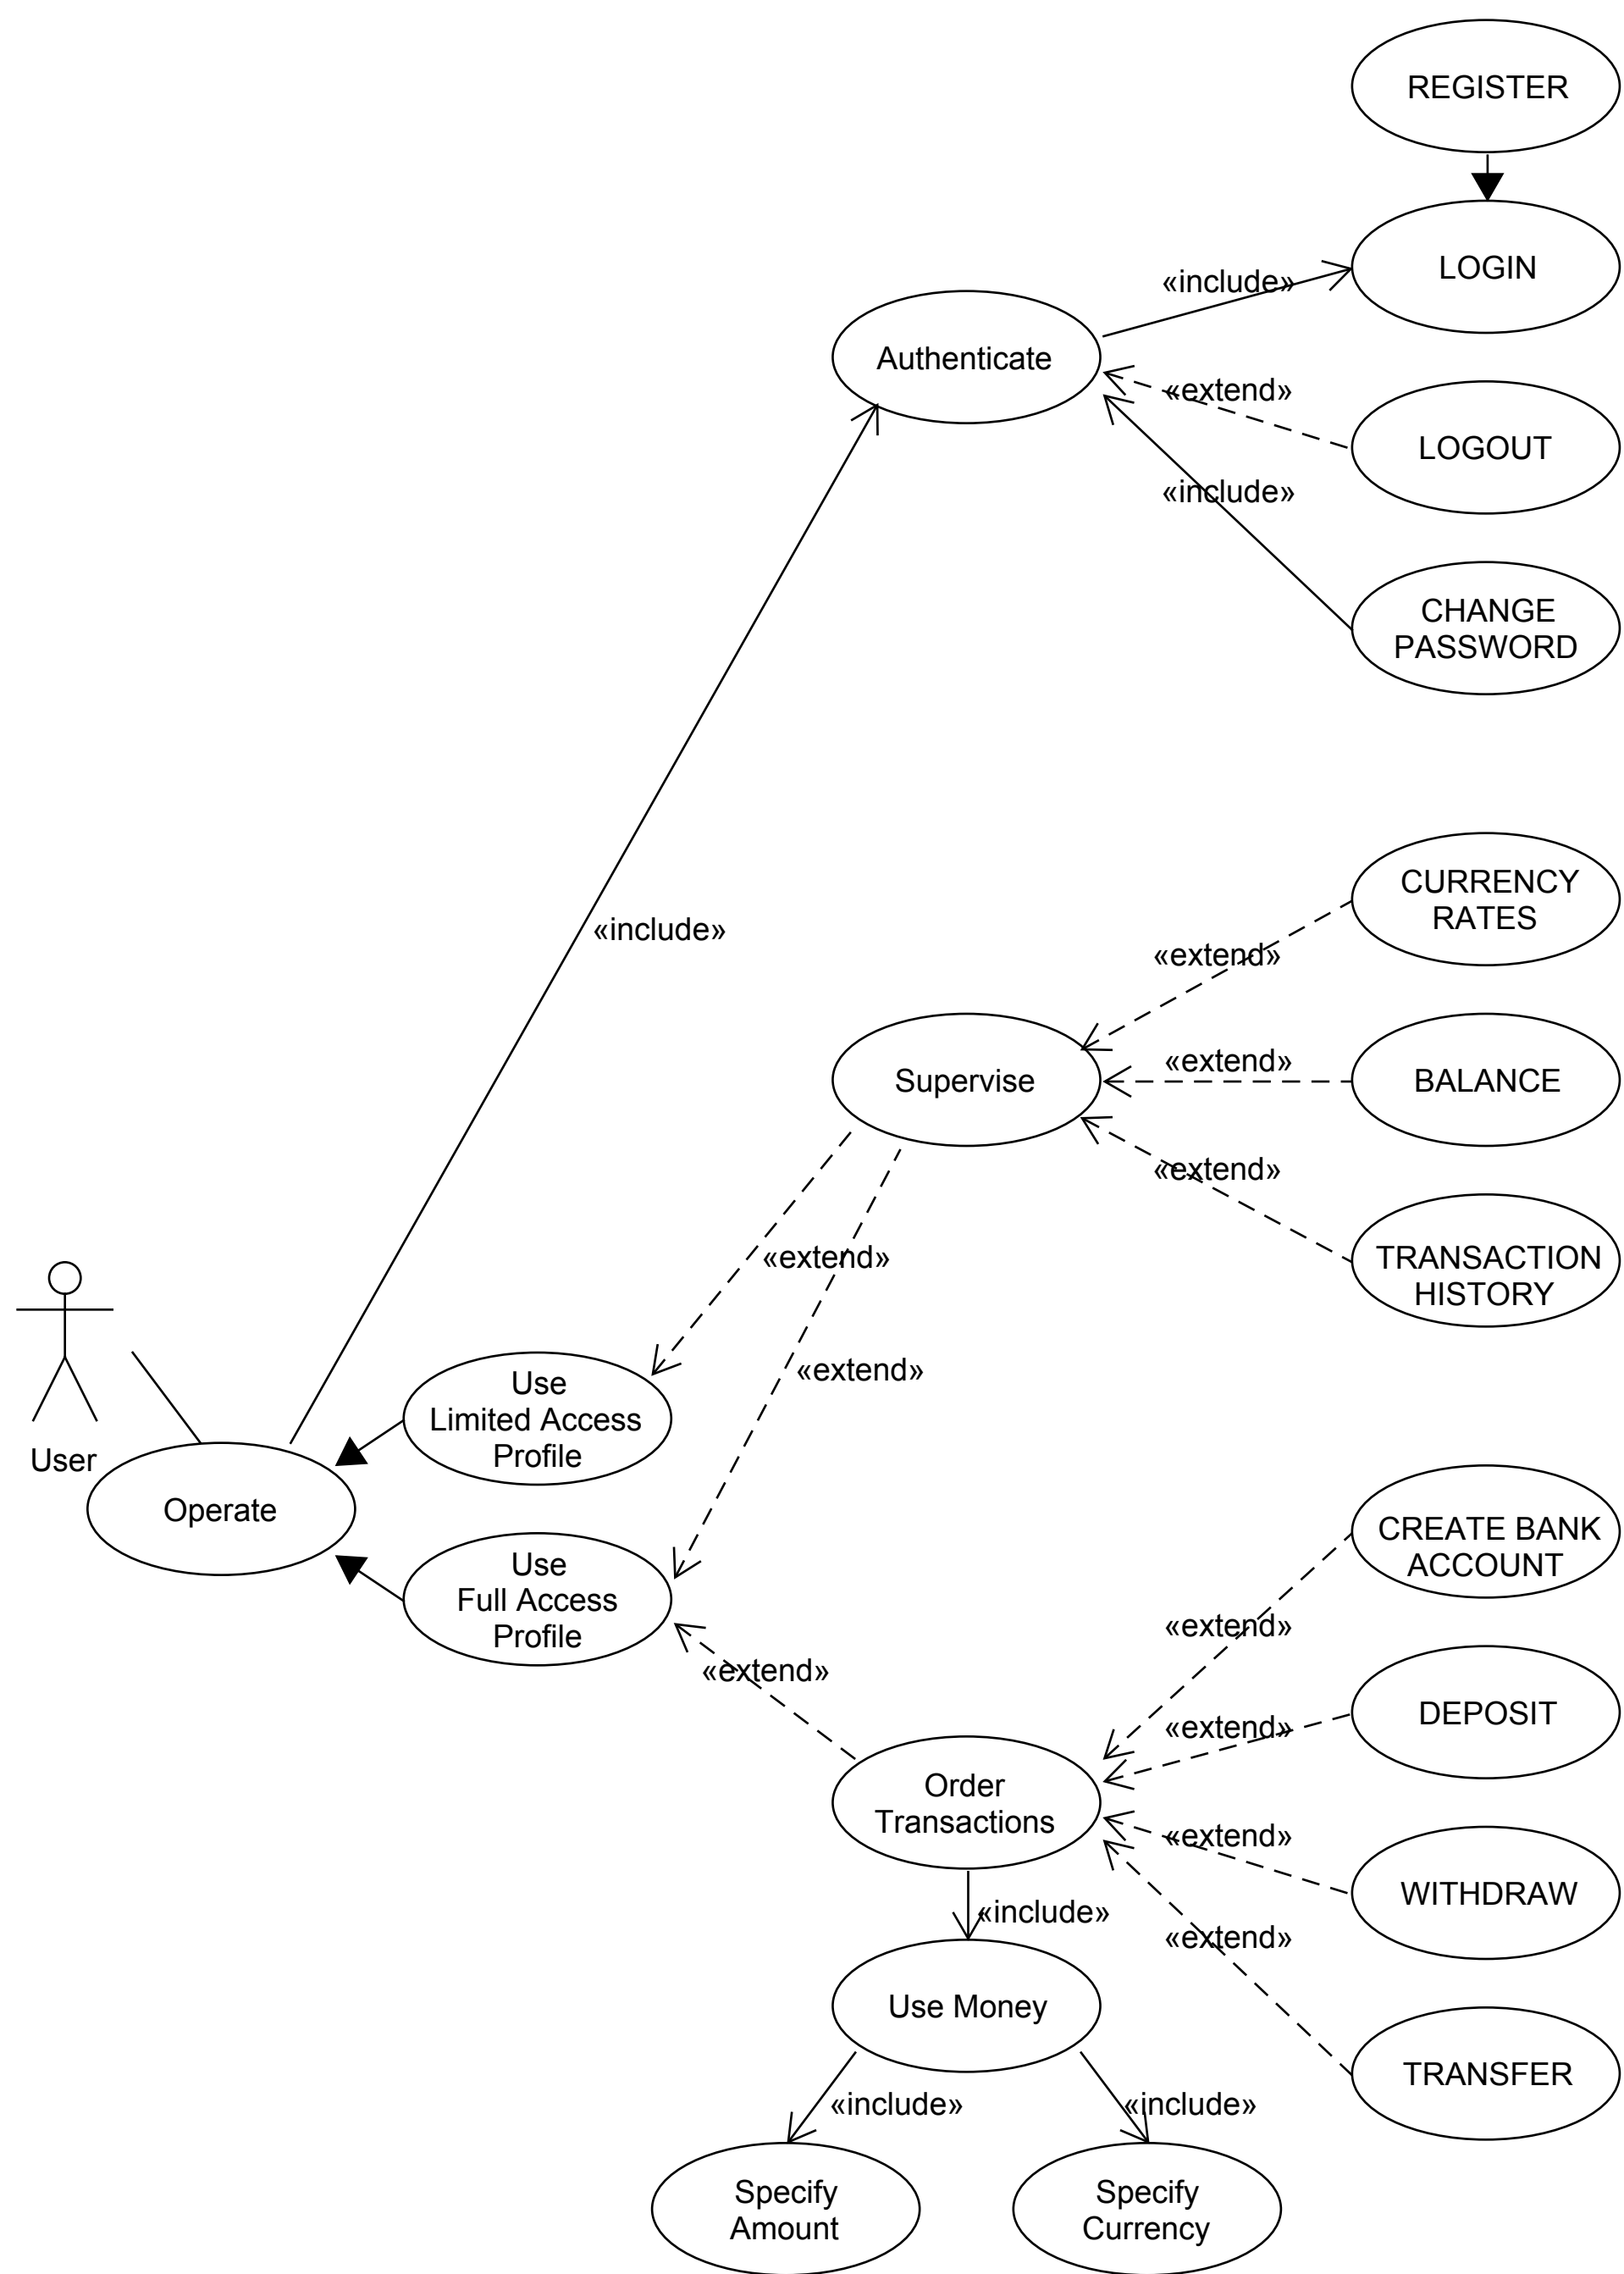 REGISTER
LOGIN
«include»
Authenticate
«extend»
LOGOUT
«include»
CHANGE
PASSWORD
CURRENCY
RATES
«include»
«extend»
«extend»
Supervise
BALANCE
«extend»
TRANSACTION
HISTORY
«extend»
«extend»
Use
Limited Access
Profile
User
Operate
CREATE BANK
ACCOUNT
Use
Full Access
Profile
«extend»
«extend»
DEPOSIT
«extend»
Order
Transactions
«extend»
WITHDRAW
«include»
«extend»
Use Money
TRANSFER
«include»
«include»
Specify
Amount
Specify
Currency